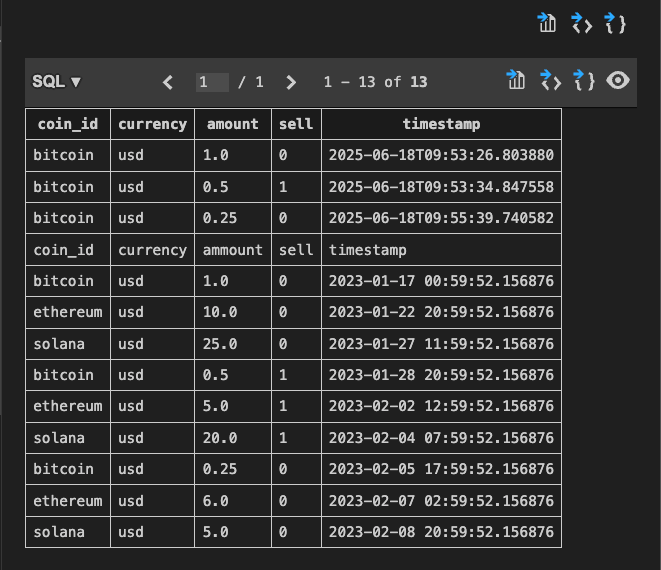 SQL ▼ < 1 / 1 > 1 - 13 of 13
coin_id currency amount sell timestamp
bitcoin usd 1.0 0 2025-06-18T09:53:26.803880
bitcoin usd 0.5 1 2025-06-18T09:53:34.847558
bitcoin usd 0.25 0 2025-06-18T09:55:39.740582
coin_id currency ammount sell timestamp
bitcoin usd 1.0 0 2023-01-17 00:59:52.156876
ethereum usd 10.0 0 2023-01-22 20:59:52.156876
solana usd 25.0 0 2023-01-27 11:59:52.156876
bitcoin usd 0.5 1 2023-01-28 20:59:52.156876
ethereum usd 5.0 1 2023-02-02 12:59:52.156876
solana usd 20.0 1 2023-02-04 07:59:52.156876
bitcoin usd 0.25 0 2023-02-05 17:59:52.156876
ethereum usd 6.0 0 2023-02-07 02:59:52.156876
solana usd 5.0 0 2023-02-08 20:59:52.156876